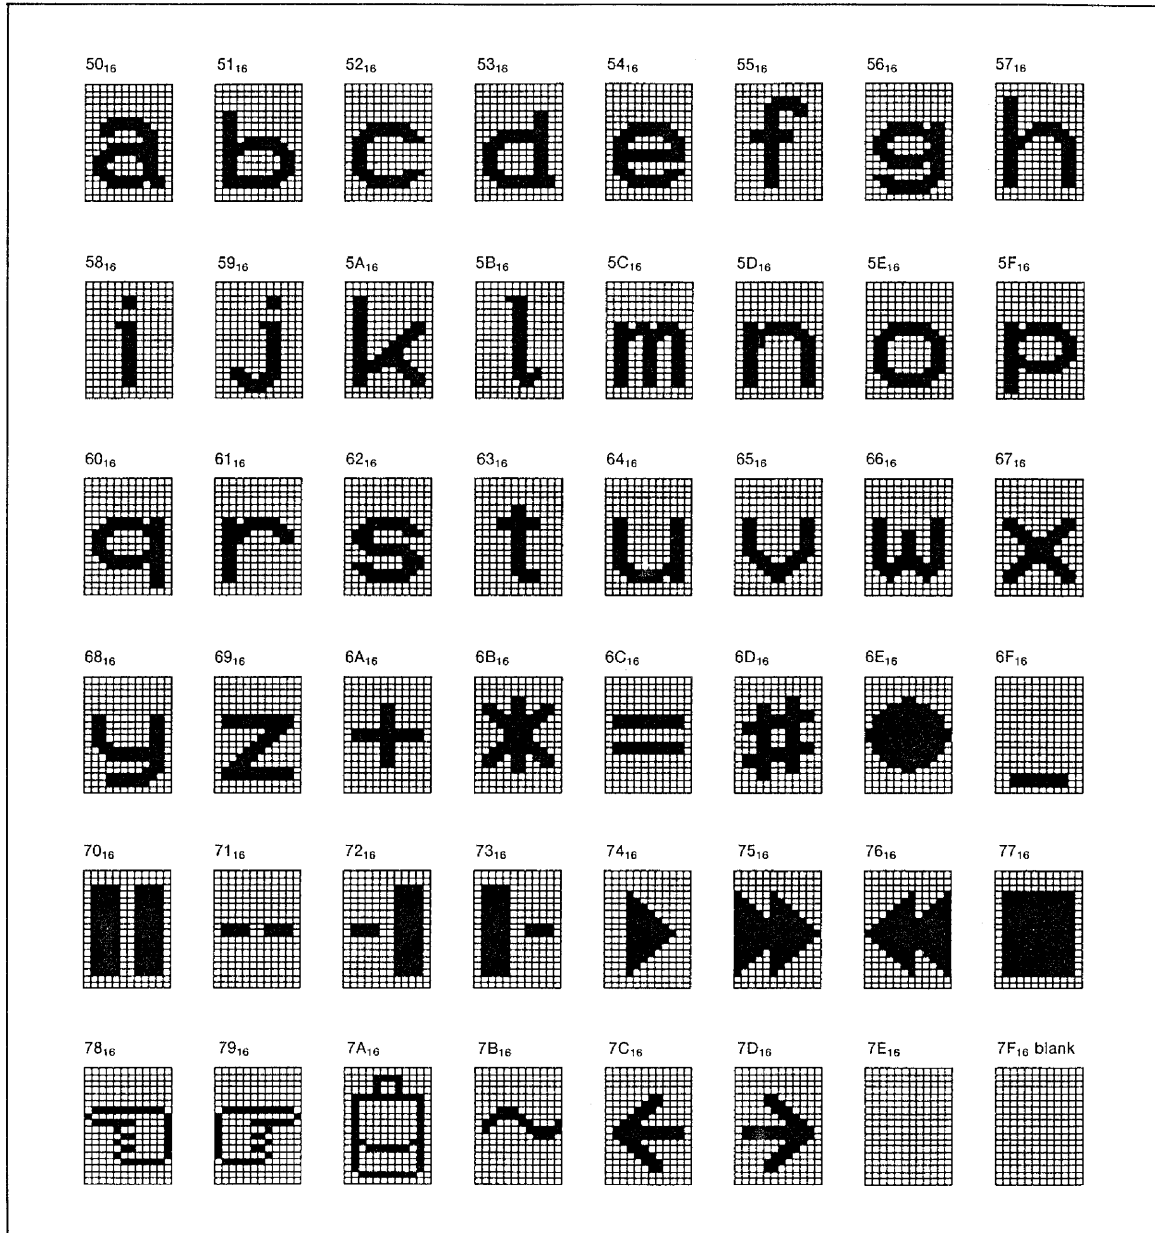 50₁₆ 51₁₆ 52₁₆ 53₁₆ 54₁₆ 55₁₆ 56₁₆ 57₁₆
a b c d e f g h
58₁₆ 59₁₆ 5A₁₆ 5B₁₆ 5C₁₆ 5D₁₆ 5E₁₆ 5F₁₆
i j k l m n o p
60₁₆ 61₁₆ 62₁₆ 63₁₆ 64₁₆ 65₁₆ 66₁₆ 67₁₆
q r s t u v w x
68₁₆ 69₁₆ 6A₁₆ 6B₁₆ 6C₁₆ 6D₁₆ 6E₁₆ 6F₁₆
y z + * = # ● _
70₁₆ 71₁₆ 72₁₆ 73₁₆ 74₁₆ 75₁₆ 76₁₆ 77₁₆
78₁₆ 79₁₆ 7A₁₆ 7B₁₆ 7C₁₆ 7D₁₆ 7E₁₆ 7F₁₆ blank
~ ← →